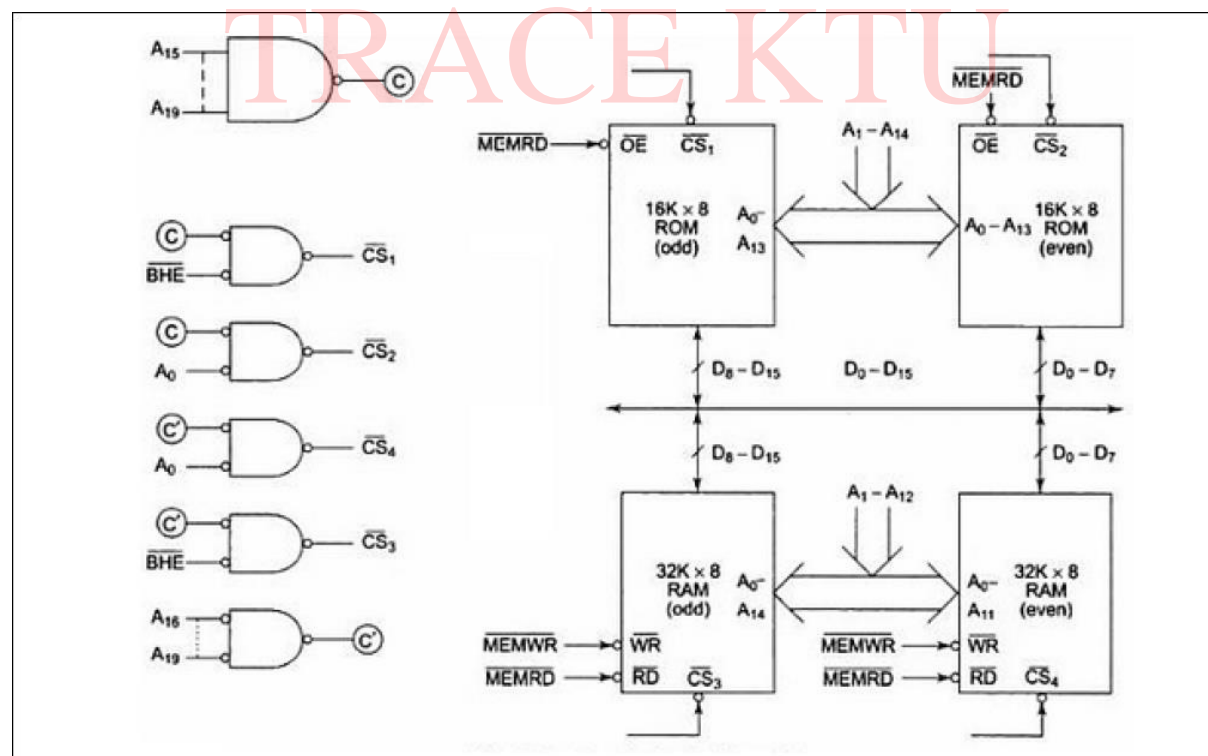 TRACE KTU
A15
A19
C
C
BHE
CS1
C
A0
CS2
C'
A0
CS4
C'
BHE
CS3
A16
A19
C'
MEMRD
OE
CS1
16K × 8
ROM
(odd)
A0–
A13
A1 – A14
MEMRD
OE
CS2
A0 – A13
16K × 8
ROM
(even)
D8 – D15
D0 – D15
D0 – D7
D8 – D15
D0 – D7
A1 – A12
32K × 8
RAM
(odd)
A0–
A14
MEMWR
WR
MEMRD
RD
CS3
A0–
A11
32K × 8
RAM
(even)
MEMWR
WR
MEMRD
RD
CS4